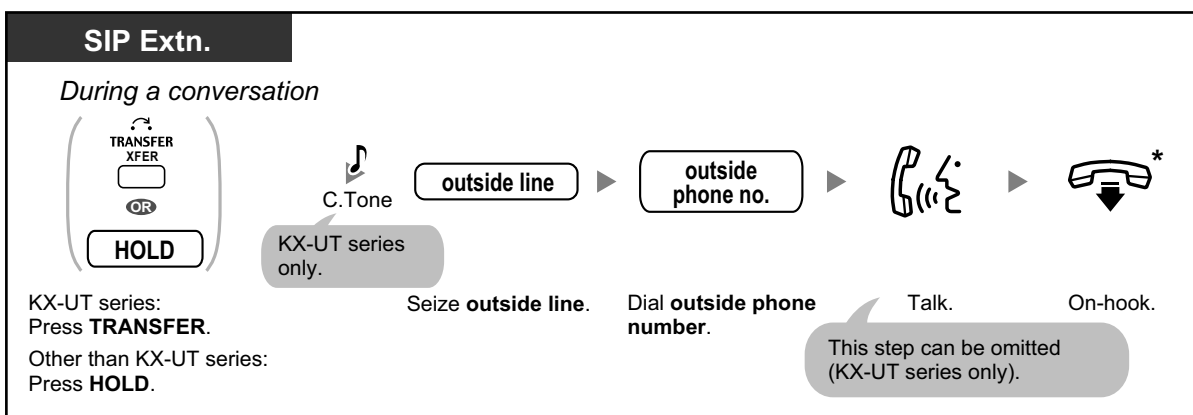 SIP Extn.
During a conversation
TRANSFER
XFER
OR
HOLD
KX-UT series:
Press TRANSFER.
Other than KX-UT series:
Press HOLD.
C.Tone
KX-UT series
only.
outside line
Seize outside line.
outside
phone no.
Dial outside phone
number.
Talk.
This step can be omitted
(KX-UT series only).
*
On-hook.